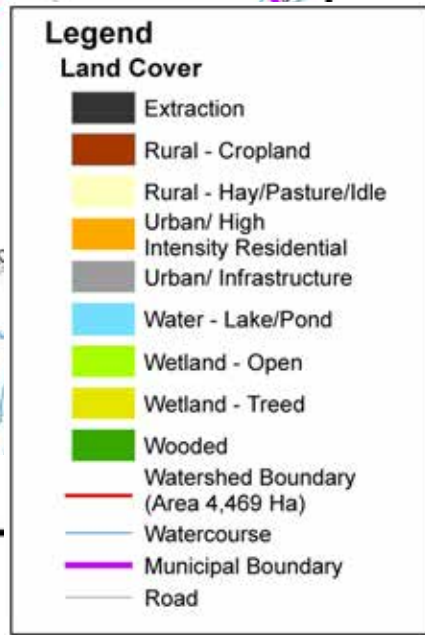 Legend
Land Cover
Extraction
Rural - Cropland
Rural - Hay/Pasture/Idle
Urban/ High
Intensity Residential
Urban/ Infrastructure
Water - Lake/Pond
Wetland - Open
Wetland - Treed
Wooded
Watershed Boundary
(Area 4,469 Ha)
Watercourse
Municipal Boundary
Road